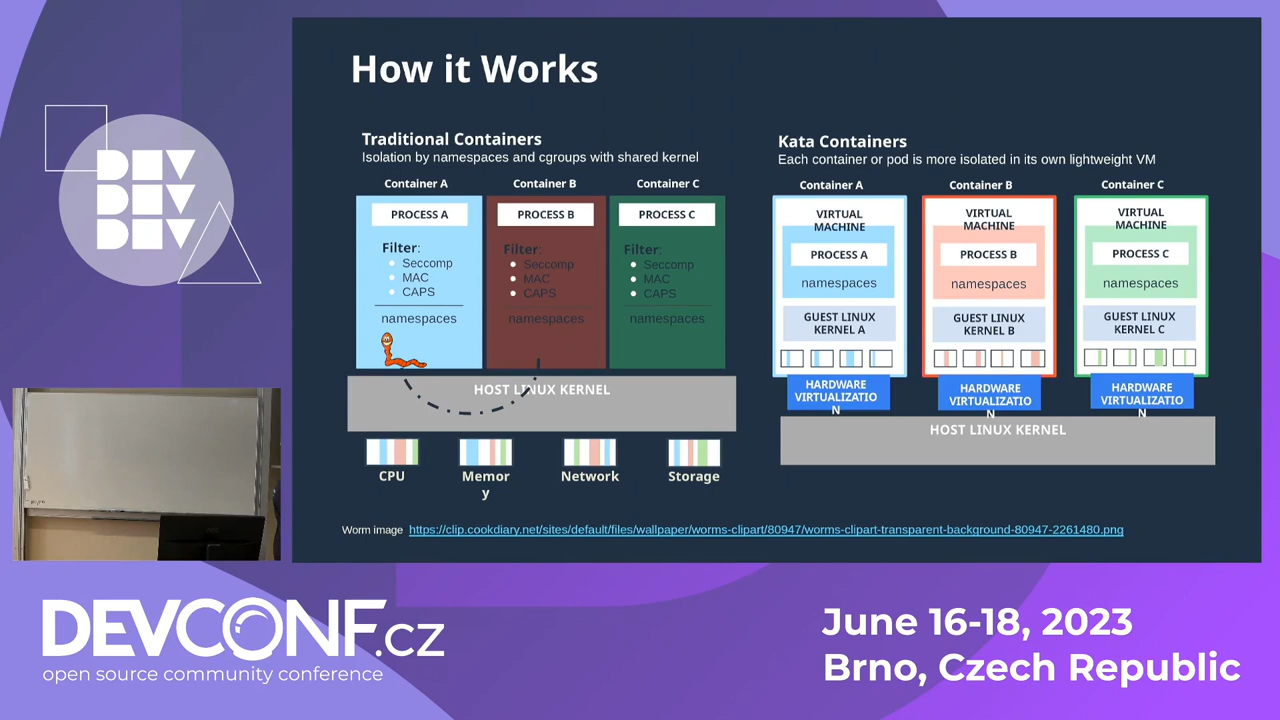 DEV
DEV
DEV
How it Works
Traditional Containers
Isolation by namespaces and cgroups with shared kernel
Container A
Container B
Container C
PROCESS A
PROCESS B
PROCESS C
Filter:
Seccomp
MAC
CAPS
namespaces
Filter:
Seccomp
MAC
CAPS
namespaces
Filter:
Seccomp
MAC
CAPS
namespaces
HOST LINUX KERNEL
CPU
Memor
y
Network
Storage
Kata Containers
Each container or pod is more isolated in its own lightweight VM
Container A
Container B
Container C
VIRTUAL
MACHINE
PROCESS A
namespaces
GUEST LINUX
KERNEL A
HARDWARE
VIRTUALIZATIO
N
VIRTUAL
MACHINE
PROCESS B
namespaces
GUEST LINUX
KERNEL B
HARDWARE
VIRTUALIZATIO
N
VIRTUAL
MACHINE
PROCESS C
namespaces
GUEST LINUX
KERNEL C
HARDWARE
VIRTUALIZATIO
N
HOST LINUX KERNEL
Worm image https://clip.cookdiary.net/sites/default/files/wallpaper/worms-clipart/80947/worms-clipart-transparent-background-80947-2261480.png
DEVCONF.CZ
open source community conference
June 16-18, 2023
Brno, Czech Republic